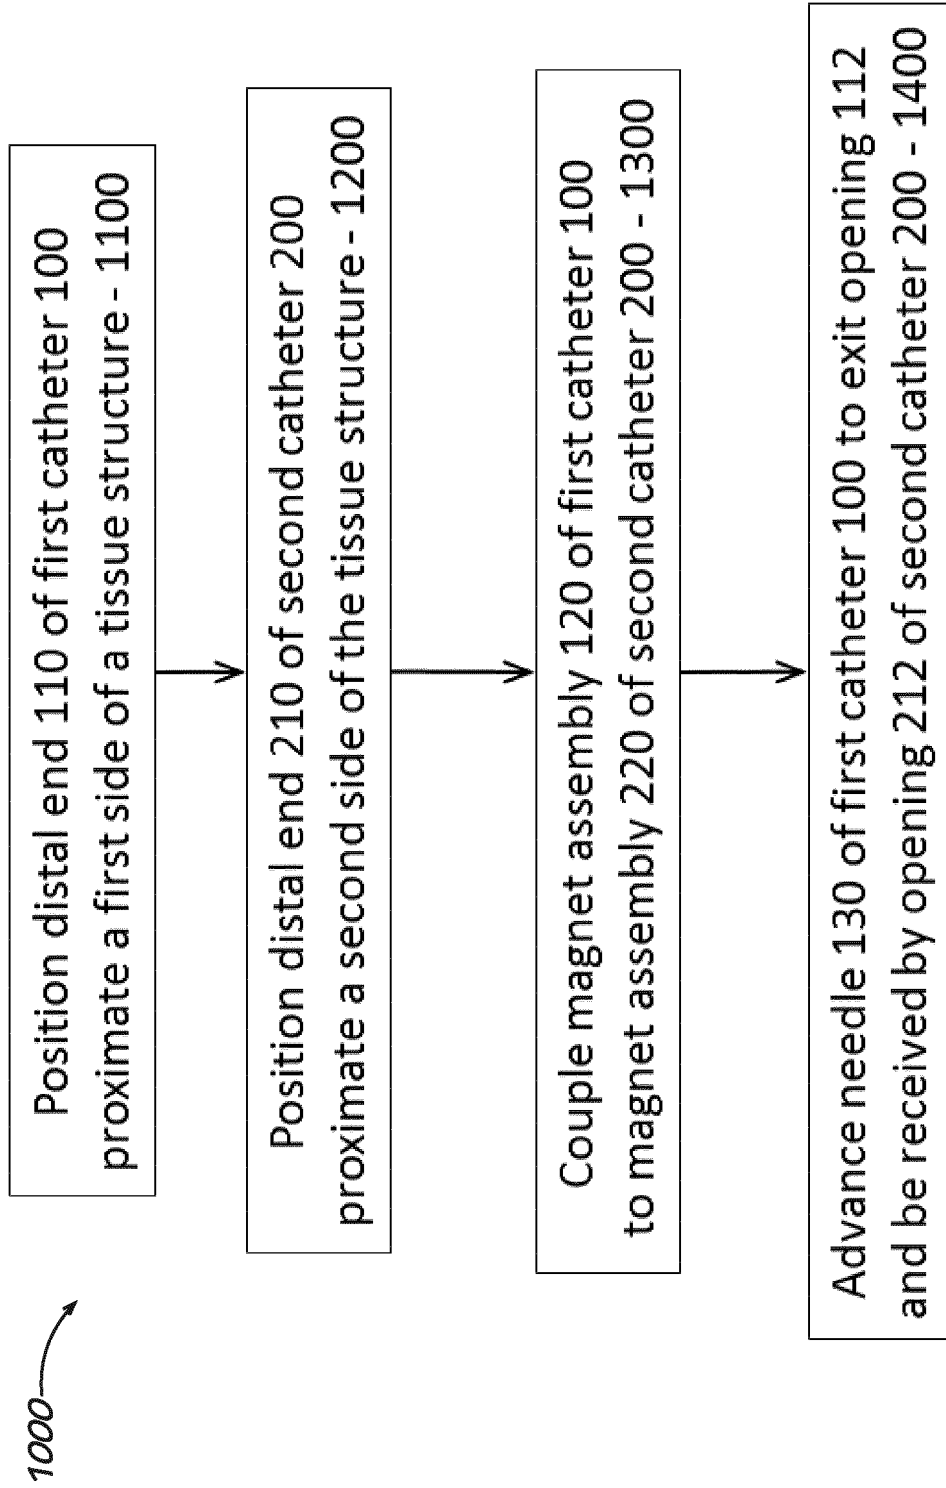 1000
Position distal end 110 of first catheter 100
proximate a first side of a tissue structure - 1100
Position distal end 210 of second catheter 200
proximate a second side of the tissue structure - 1200
Couple magnet assembly 120 of first catheter 100
to magnet assembly 220 of second catheter 200 - 1300
Advance needle 130 of first catheter 100 to exit opening 112
and be received by opening 212 of second catheter 200 - 1400